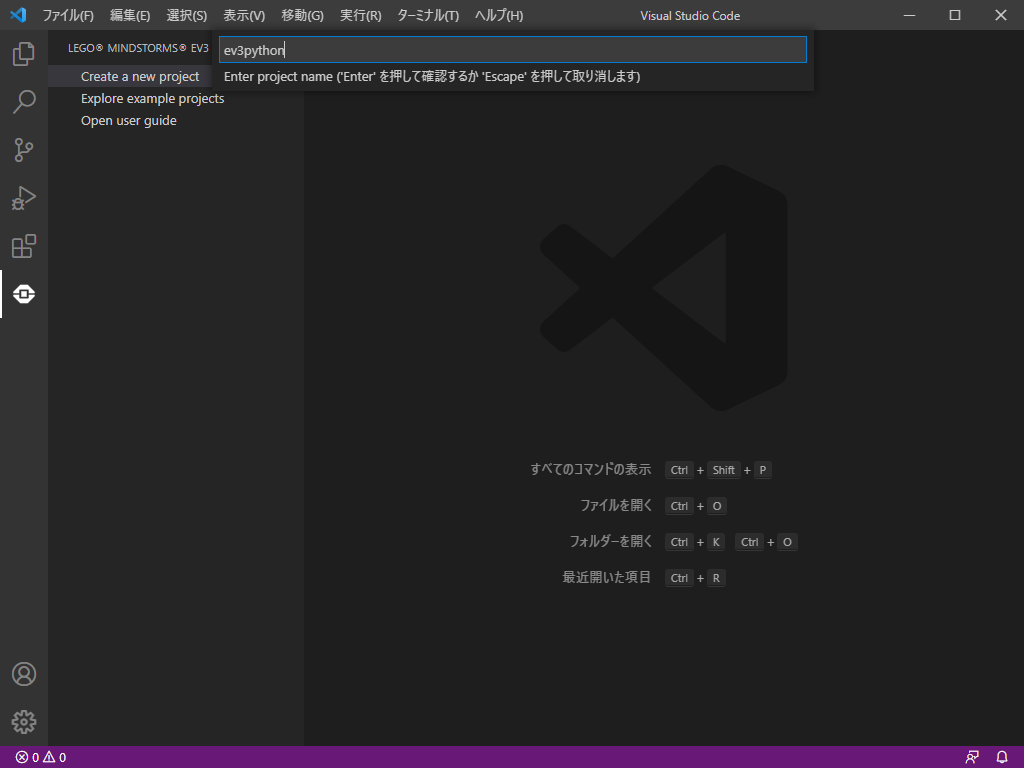 ファイル(F) 編集(E) 選択(S) 表示(V) 移動(G) 実行(R) ターミナル(T) ヘルプ(H) Visual Studio Code
LEGO® MINDSTORMS® EV3
ev3python
Enter project name ('Enter' を押して確認するか 'Escape' を押して取り消します)
Create a new project
Explore example projects
Open user guide
すべてのコマンドの表示 Ctrl + Shift + P
ファイルを開く Ctrl + O
フォルダーを開く Ctrl + K Ctrl + O
最近開いた項目 Ctrl + R
0 0